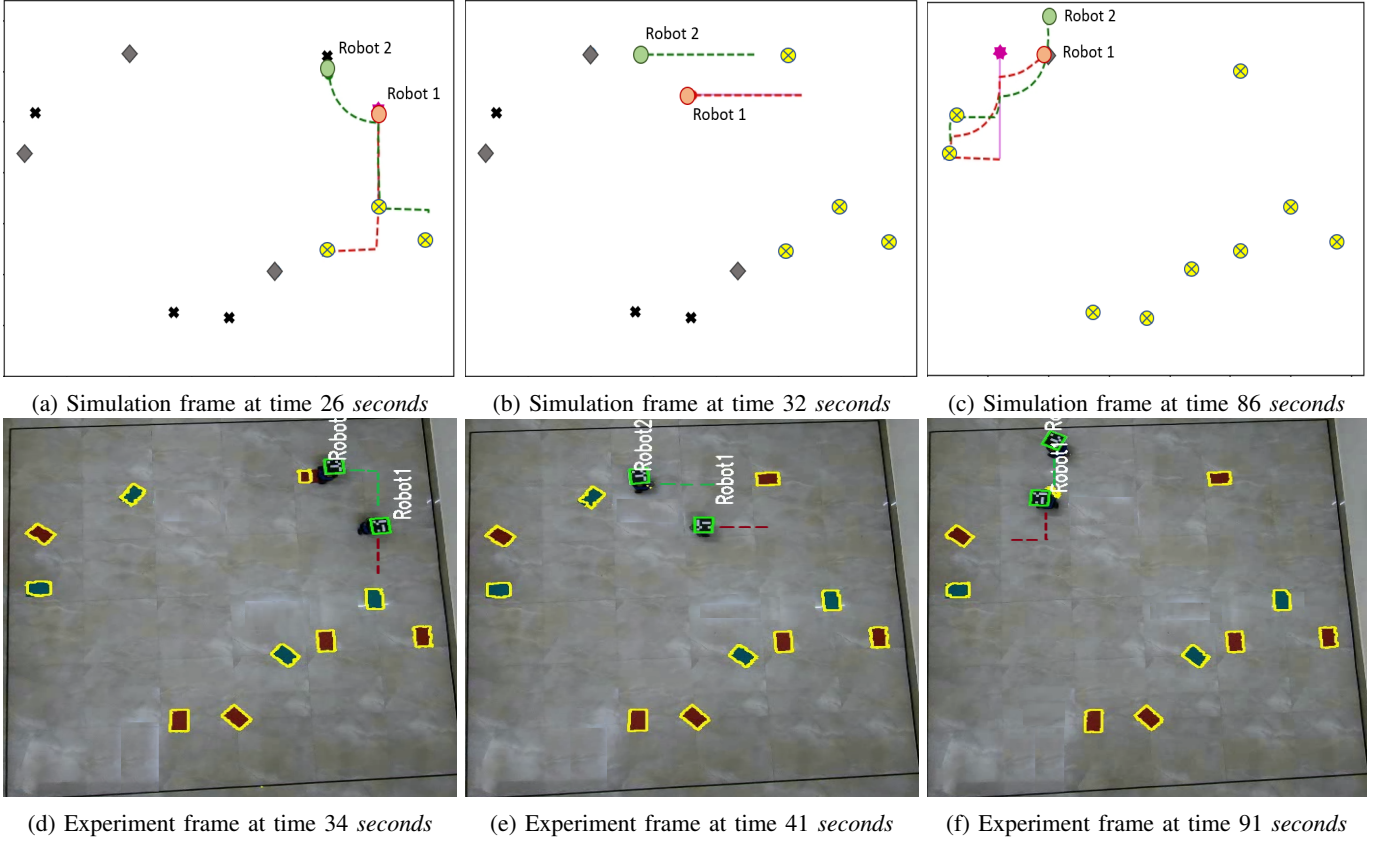 Robot 2
Robot 1
Robot 2
Robot 1
Robot 2
Robot 1
(a) Simulation frame at time 26 seconds
(b) Simulation frame at time 32 seconds
(c) Simulation frame at time 86 seconds
Robot1
Robot2
Robot1
Robot1
(d) Experiment frame at time 34 seconds
(e) Experiment frame at time 41 seconds
(f) Experiment frame at time 91 seconds